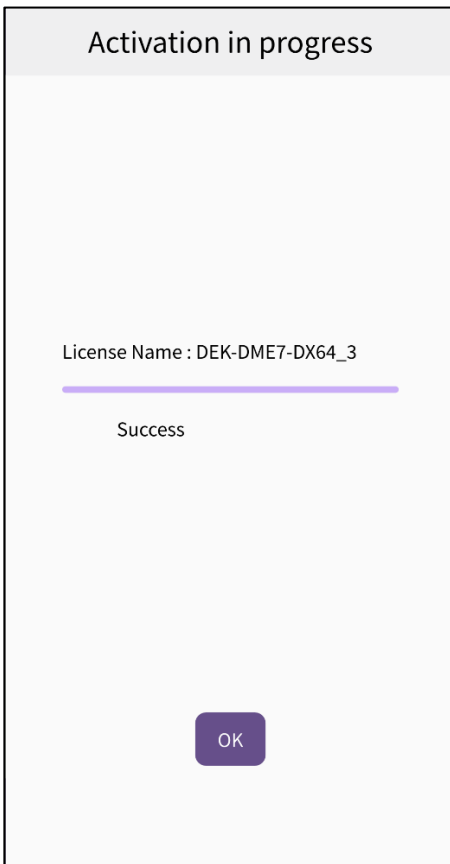 Activation in progress
License Name : DEK-DME7-DX64_3
Success
OK